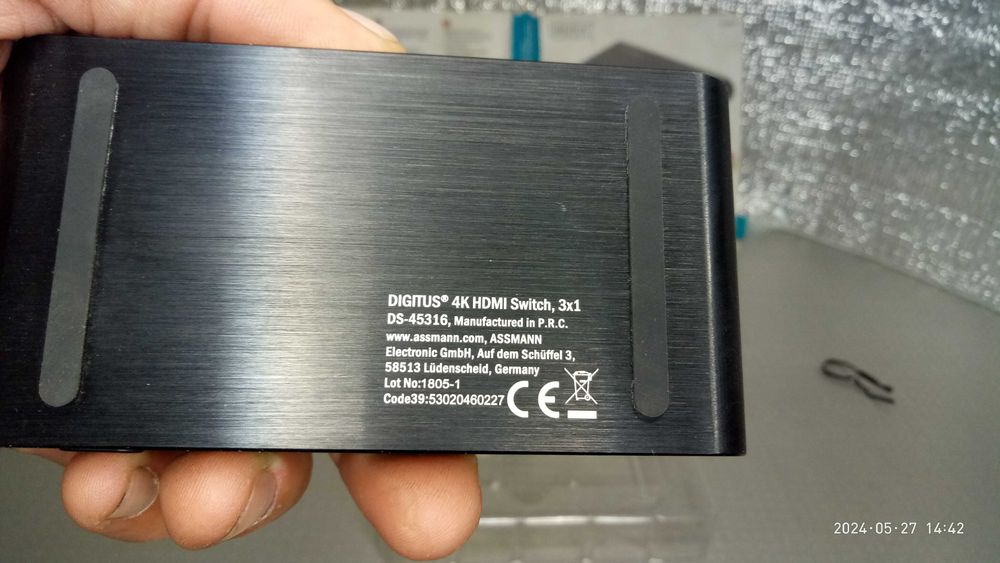 DIGITUS® 4K HDMI Switch, 3x1
DS-45316, Manufactured in P.R.C.
www.assmann.com, ASSMANN
Electronic GmbH, Auf dem Schüffel 3,
58513 Lüdenscheid, Germany
Lot No:1805-1
Code39:53020460227
CE
2024-05-27 14:42